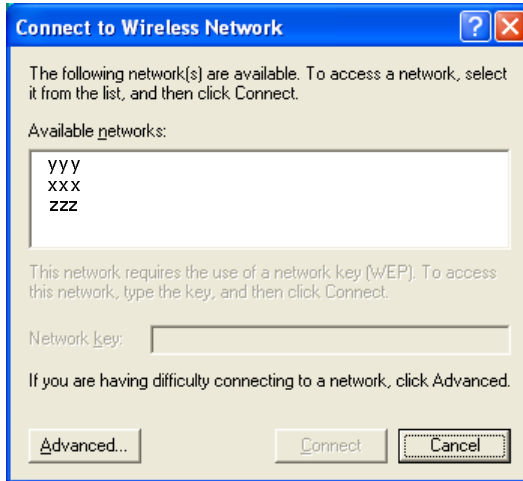 Connect to Wireless Network
The following network(s) are available. To access a network, select
it from the list, and then click Connect.
Available networks:
yyy
xxx
zzz
This network requires the use of a network key (WEP). To access
this network, type the key, and then click Connect.
Network key:
If you are having difficulty connecting to a network, click Advanced.
Advanced... Connect Cancel